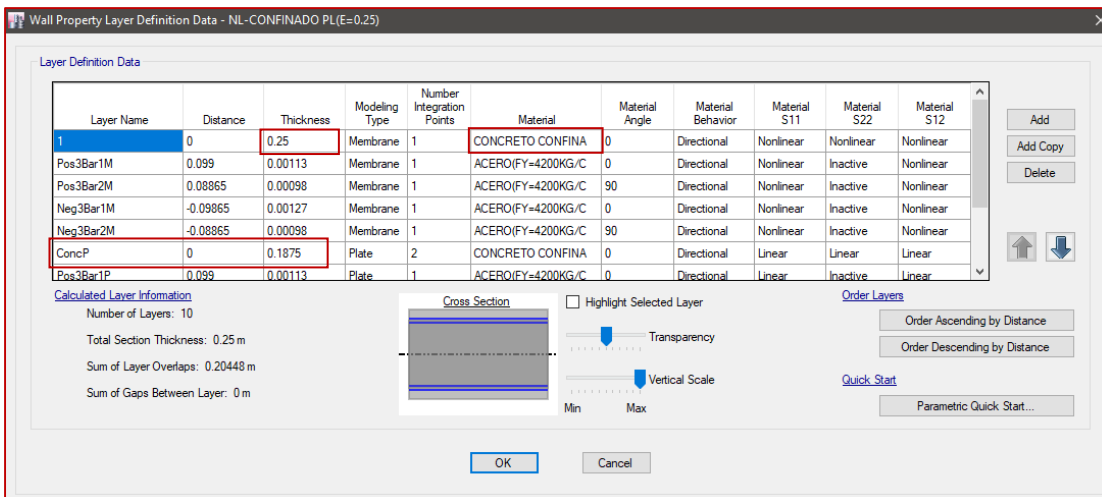 Wall Property Layer Definition Data - NL-CONFINADO PL(E=0.25)
Layer Definition Data
Layer Name Distance Thickness Modeling Type Number Integration Points Material Material Angle Material Behavior Material S11 Material S22 Material S12
1 0 0.25 Membrane 1 CONCRETO CONFINA 0 Directional Nonlinear Nonlinear Nonlinear
Pos3Bar1M 0.099 0.00113 Membrane 1 ACERO(FY=4200KG/C 0 Directional Nonlinear Inactive Nonlinear
Pos3Bar2M 0.08865 0.00098 Membrane 1 ACERO(FY=4200KG/C 90 Directional Nonlinear Inactive Nonlinear
Neg3Bar1M -0.09865 0.00127 Membrane 1 ACERO(FY=4200KG/C 0 Directional Nonlinear Inactive Nonlinear
Neg3Bar2M -0.08865 0.00098 Membrane 1 ACERO(FY=4200KG/C 90 Directional Nonlinear Inactive Nonlinear
ConcP 0 0.1875 Plate 2 CONCRETO CONFINA 0 Directional Linear Linear Linear
Pos3Bar1P 0.099 0.00113 Plate 1 ACERO(FY=4200KG/C 0 Directional Linear Inactive Linear
Add
Add Copy
Delete
Calculated Layer Information
Number of Layers: 10
Total Section Thickness: 0.25 m
Sum of Layer Overlaps: 0.20448 m
Sum of Gaps Between Layer: 0 m
Cross Section
Highlight Selected Layer
Transparency
Vertical Scale
Min Max
Order Layers
Order Ascending by Distance
Order Descending by Distance
Quick Start
Parametric Quick Start...
OK Cancel